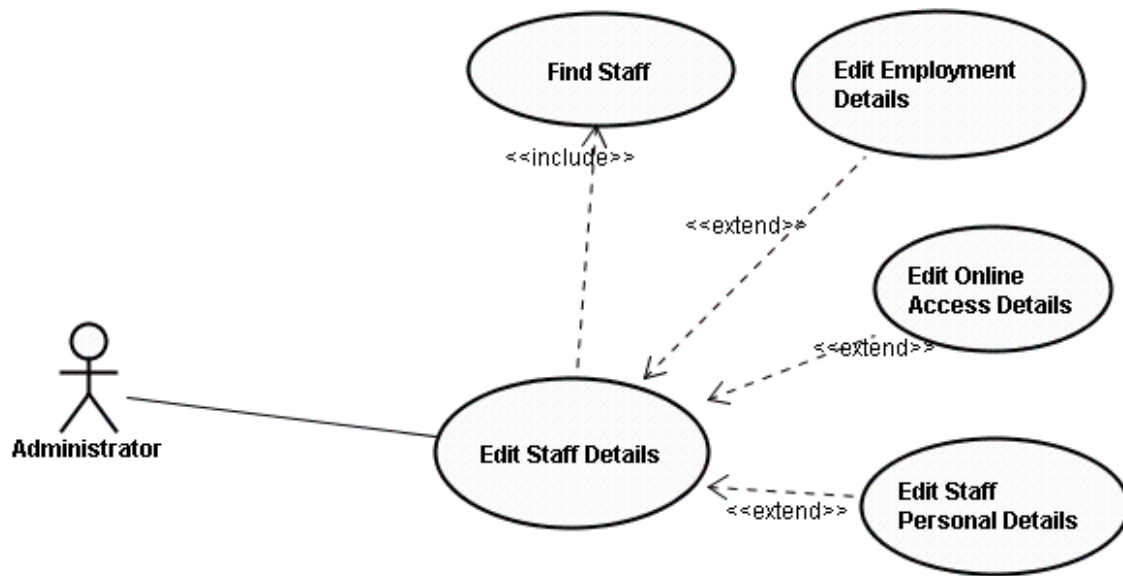 Find Staff
Edit Employment
Details
<<include>>
<<extend>>
Edit Online
Access Details
<<extend>>
Administrator
Edit Staff Details
Edit Staff
Personal Details
<<extend>>